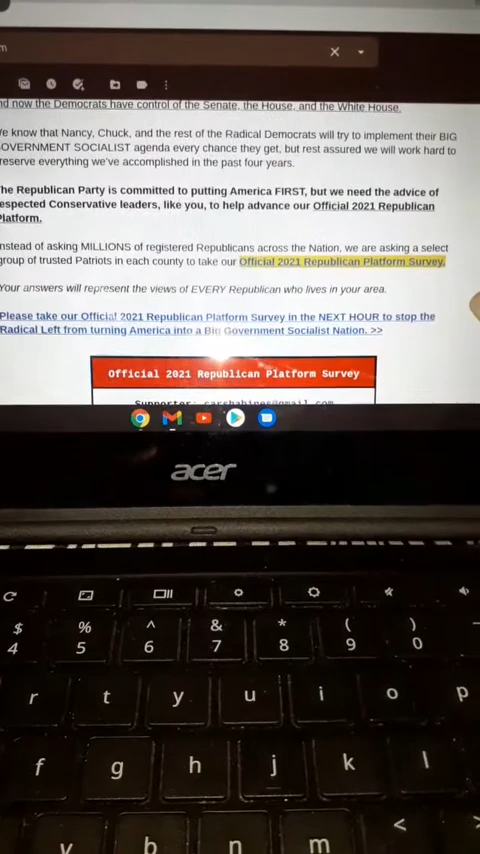 m
nd now the Democrats have control of the Senate, the House, and the White House.
e know that Nancy, Chuck, and the rest of the Radical Democrats will try to implement their BIG
OVERNMENT SOCIALIST agenda every chance they get, but rest assured we will work hard to
reserve everything we've accomplished in the past four years.
he Republican Party is committed to putting America FIRST, but we need the advice of
espected Conservative leaders, like you, to help advance our Official 2021 Republican
Platform.
nstead of asking MILLIONS of registered Republicans across the Nation, we are asking a select
group of trusted Patriots in each county to take our Official 2021 Republican Platform Survey.
Your answers will represent the views of EVERY Republican who lives in your area.
Please take our Official 2021 Republican Platform Survey in the NEXT HOUR to stop the
Radical Left from turning America into a Big Government Socialist Nation. >>
Official 2021 Republican Platform Survey
Supporter:
acer
$ % ^ & * ( )
4 5 6 7 8 9 0
r t y u i o p
f g h j k l
v b n m < >